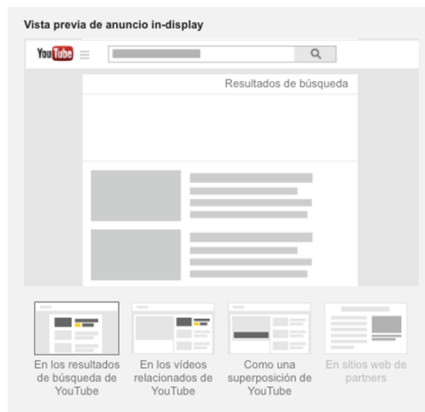 Vista previa de anuncio in-display
YouTube
Resultados de búsqueda
En los resultados
de búsqueda de
YouTube
En los vídeos
relacionados de
YouTube
Como una
superposición de
YouTube
En sitios web de
partners